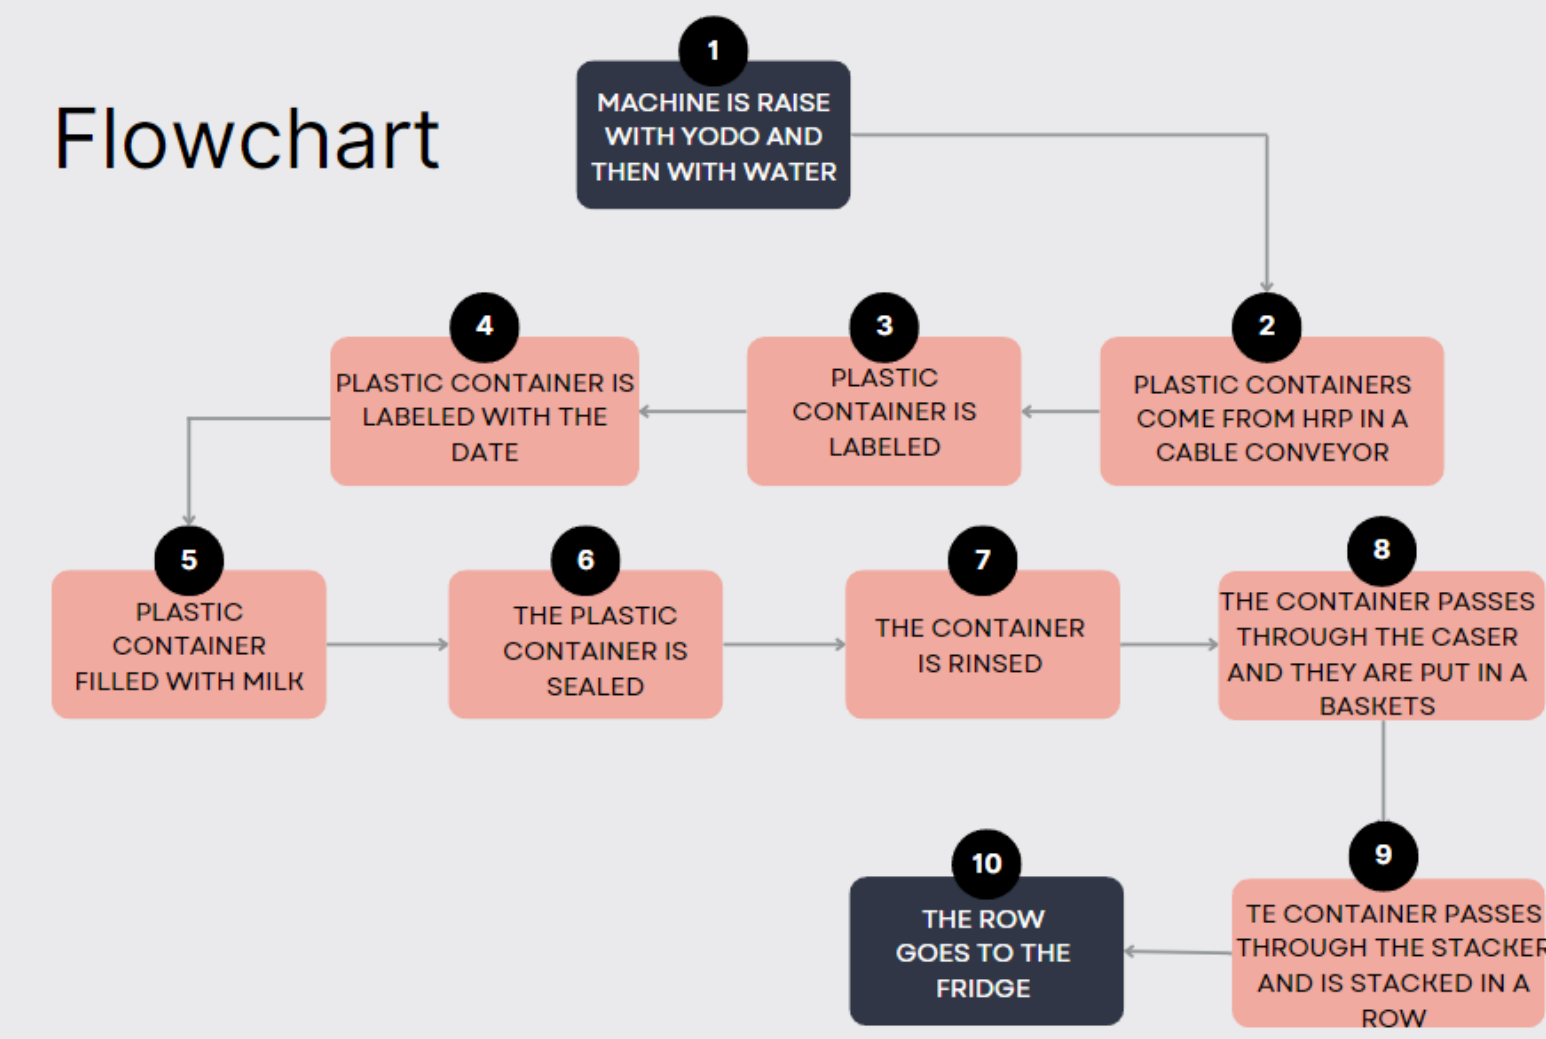 Flowchart
1
MACHINE IS RAISE
WITH YODO AND
THEN WITH WATER
2
PLASTIC CONTAINERS
COME FROM HRP IN A
CABLE CONVEYOR
3
PLASTIC
CONTAINER IS
LABELED
4
PLASTIC CONTAINER IS
LABELED WITH THE
DATE
5
PLASTIC
CONTAINER
FILLED WITH MILK
6
THE PLASTIC
CONTAINER IS
SEALED
7
THE CONTAINER
IS RINSED
8
THE CONTAINER PASSES
THROUGH THE CASER
AND THEY ARE PUT IN A
BASKETS
9
TE CONTAINER PASSES
THROUGH THE STACKER
AND IS STACKED IN A
ROW
10
THE ROW
GOES TO THE
FRIDGE